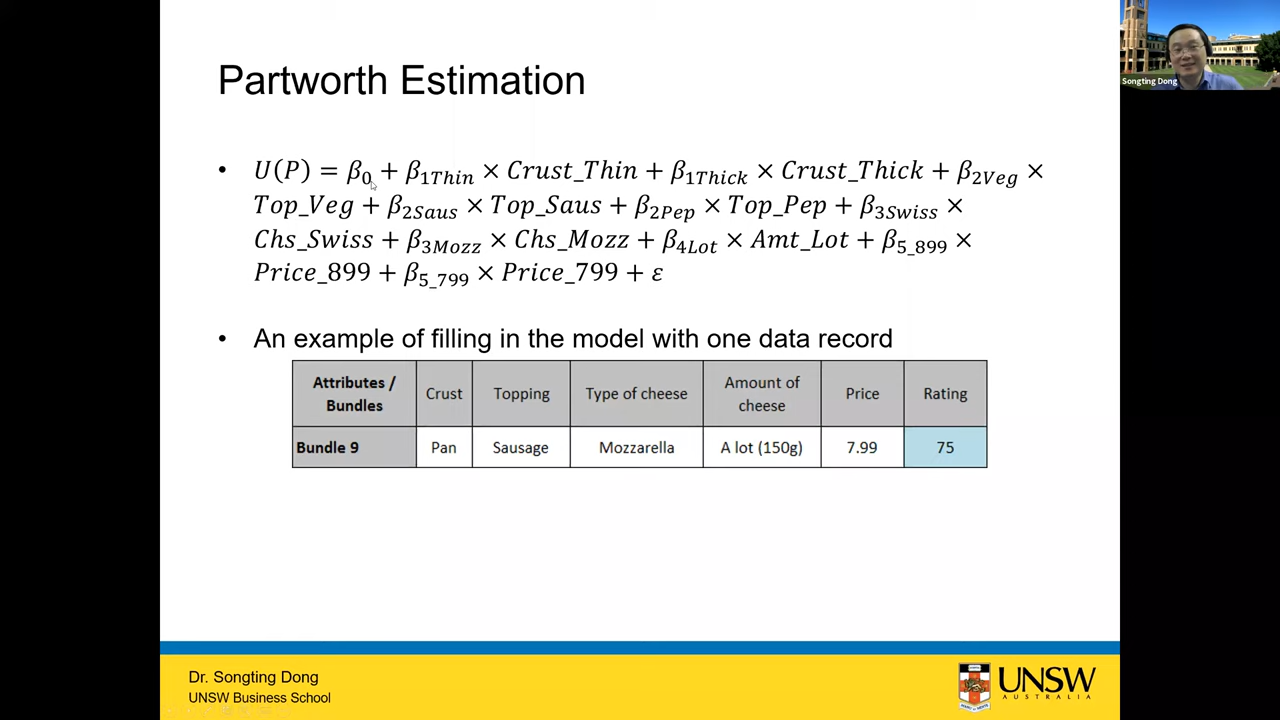 Songting Dong
Partworth Estimation
• U(P) = β₀ + β₁Thin × Crust_Thin + β₁Thick × Crust_Thick + β₂Veg ×
Top_Veg + β₂Saus × Top_Saus + β₂Pep × Top_Pep + β₃Swiss ×
Chs_Swiss + β₃Mozz × Chs_Mozz + β₄Lot × Amt_Lot + β₅_₈₉₉ ×
Price_899 + β₅_₇₉₉ × Price_799 + ε
• An example of filling in the model with one data record
Attributes / Bundles Crust Topping Type of cheese Amount of cheese Price Rating
Bundle 9 Pan Sausage Mozzarella A lot (150g) 7.99 75
Dr. Songting Dong
UNSW Business School
UNSW
AUSTRALIA